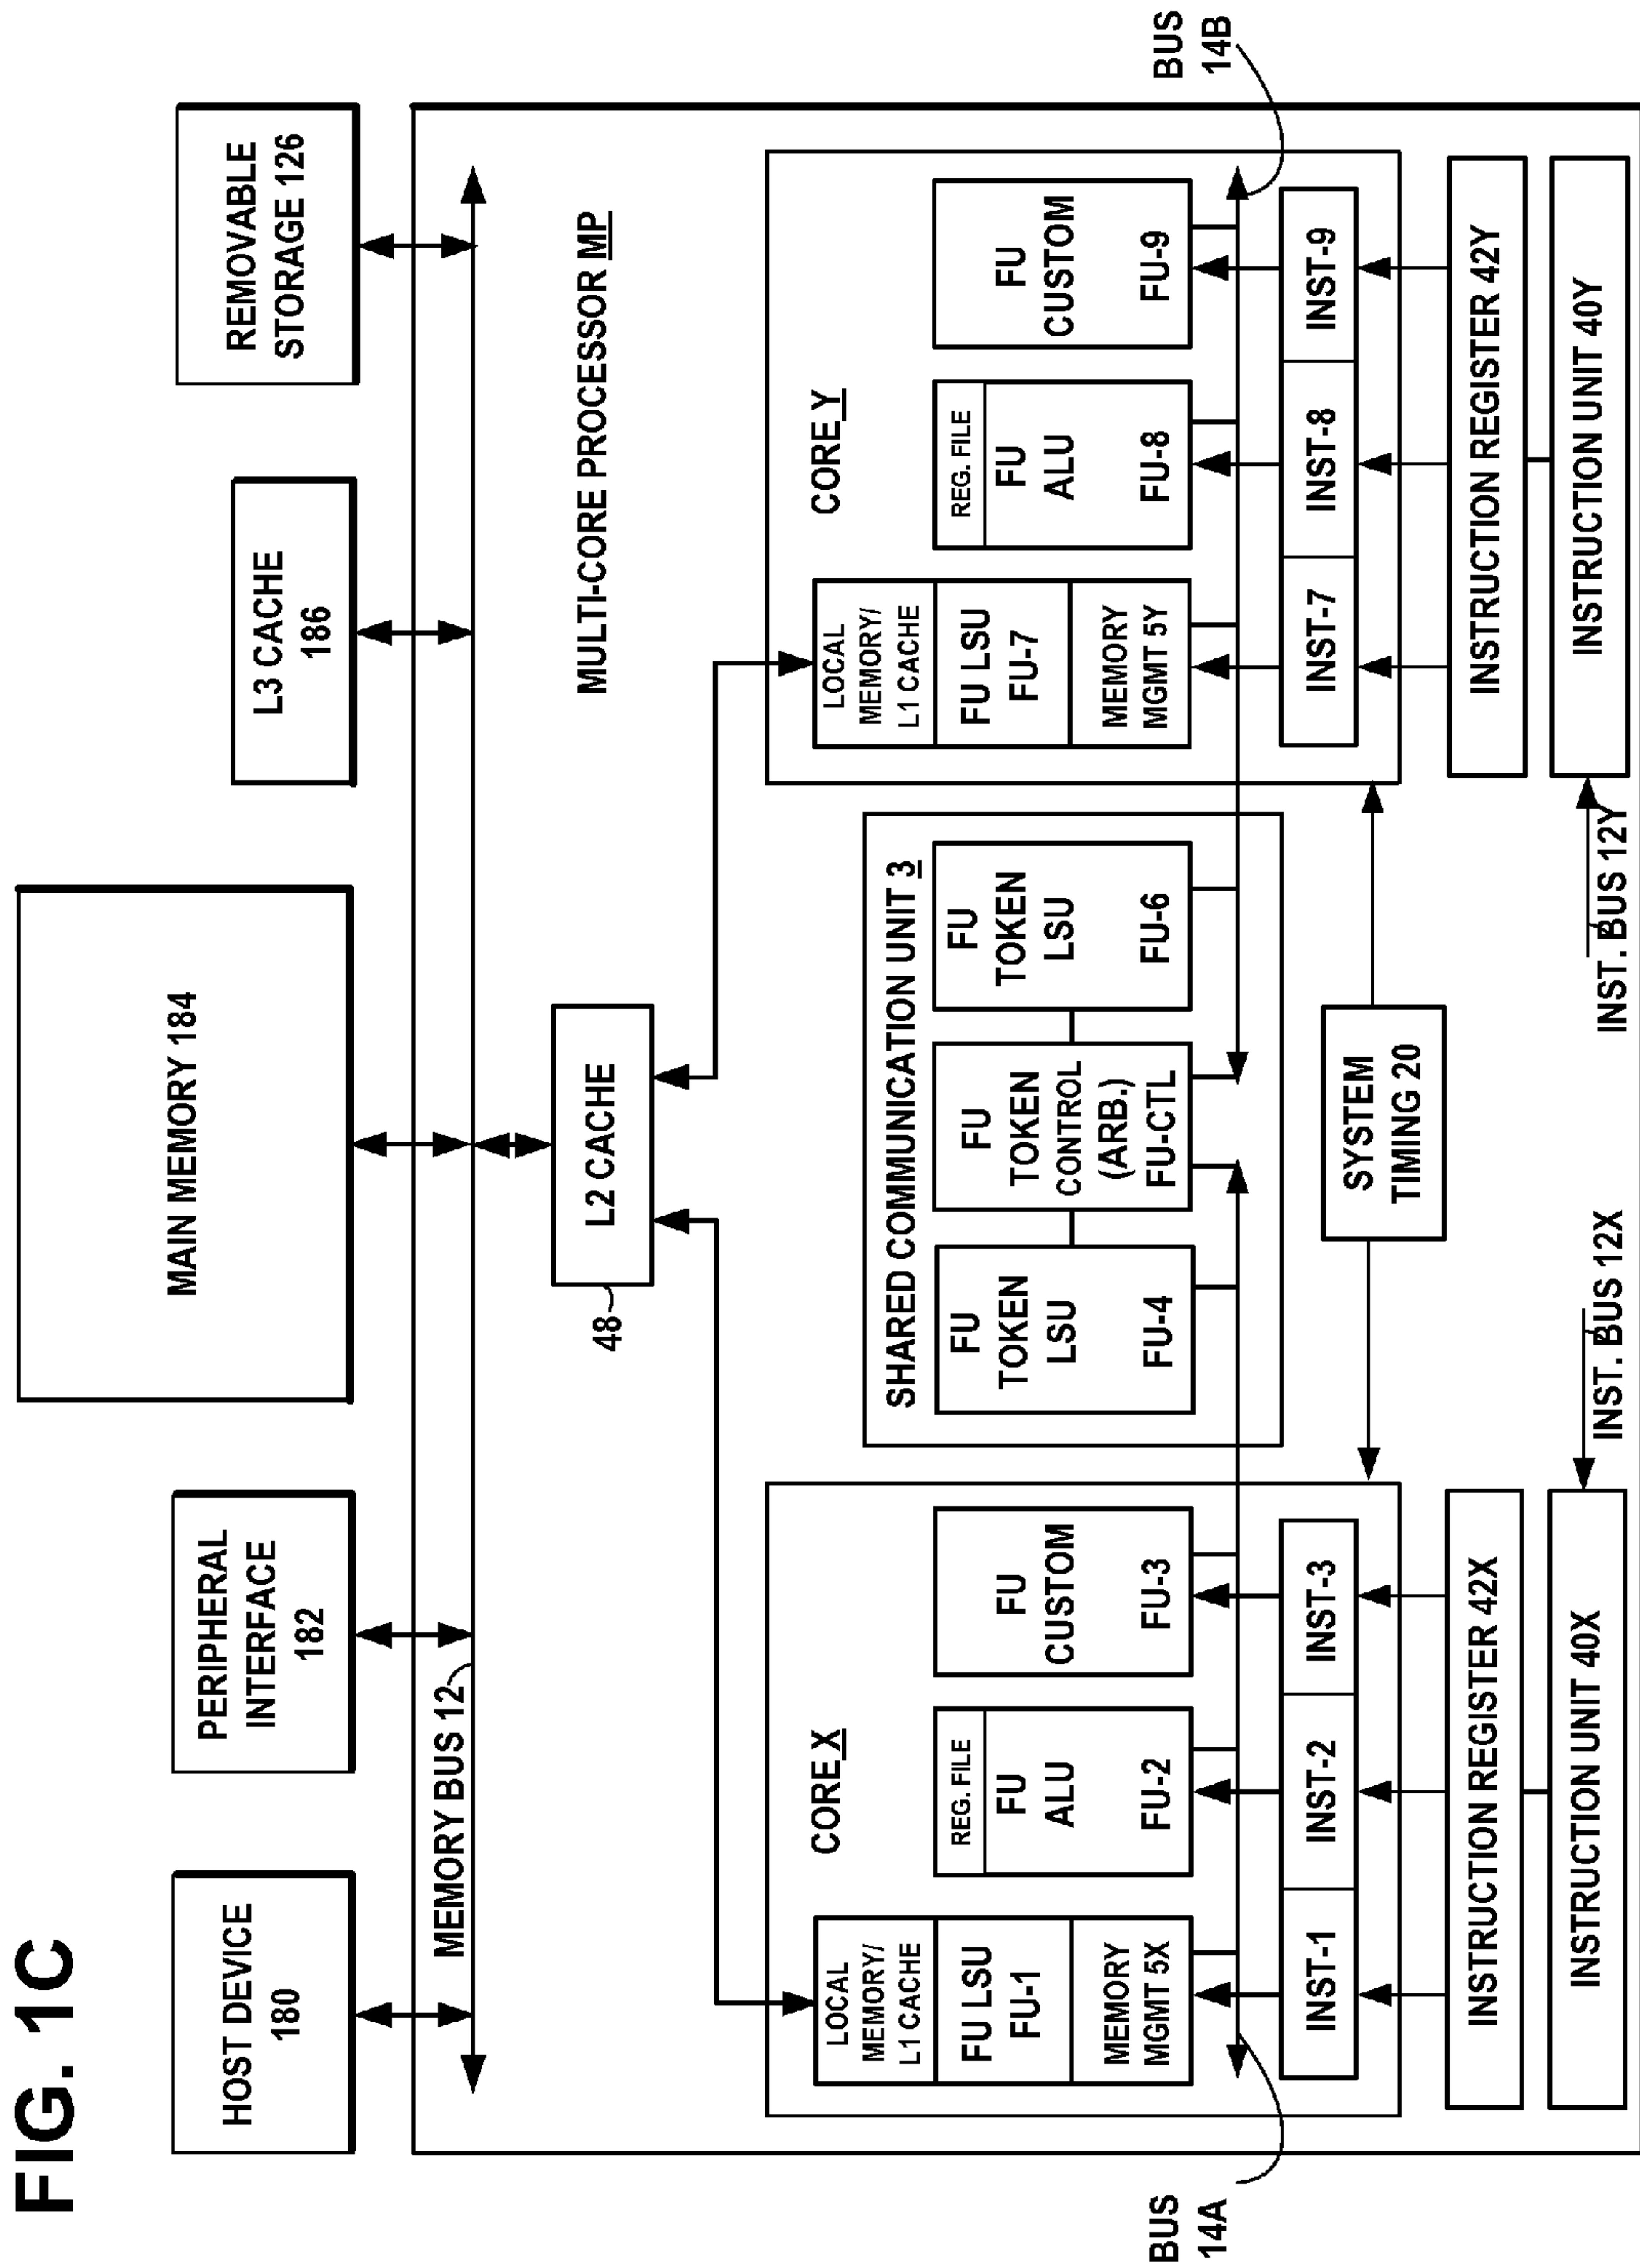 FIG. 1C
HOST DEVICE
180
PERIPHERAL
INTERFACE
182
MAIN MEMORY 184
L3 CACHE
186
REMOVABLE
STORAGE 126
MEMORY BUS 12
L2 CACHE
48
MULTI-CORE PROCESSOR MP
CORE X
LOCAL
MEMORY/
L1 CACHE
FU LSU
FU-1
MEMORY
MGMT 5X
REG. FILE
FU
ALU
FU-2
FU
CUSTOM
FU-3
INST-1
INST-2
INST-3
INSTRUCTION REGISTER 42X
INSTRUCTION UNIT 40X
BUS
14A
INST. BUS 12X
SHARED COMMUNICATION UNIT 3
FU
TOKEN
LSU
FU-4
FU
TOKEN
CONTROL
(ARB.)
FU-CTL
FU
TOKEN
LSU
FU-6
SYSTEM
TIMING 20
CORE Y
LOCAL
MEMORY/
L1 CACHE
FU LSU
FU-7
MEMORY
MGMT 5Y
REG. FILE
FU
ALU
FU-8
FU
CUSTOM
FU-9
INST-7
INST-8
INST-9
INSTRUCTION REGISTER 42Y
INSTRUCTION UNIT 40Y
INST. BUS 12Y
BUS
14B